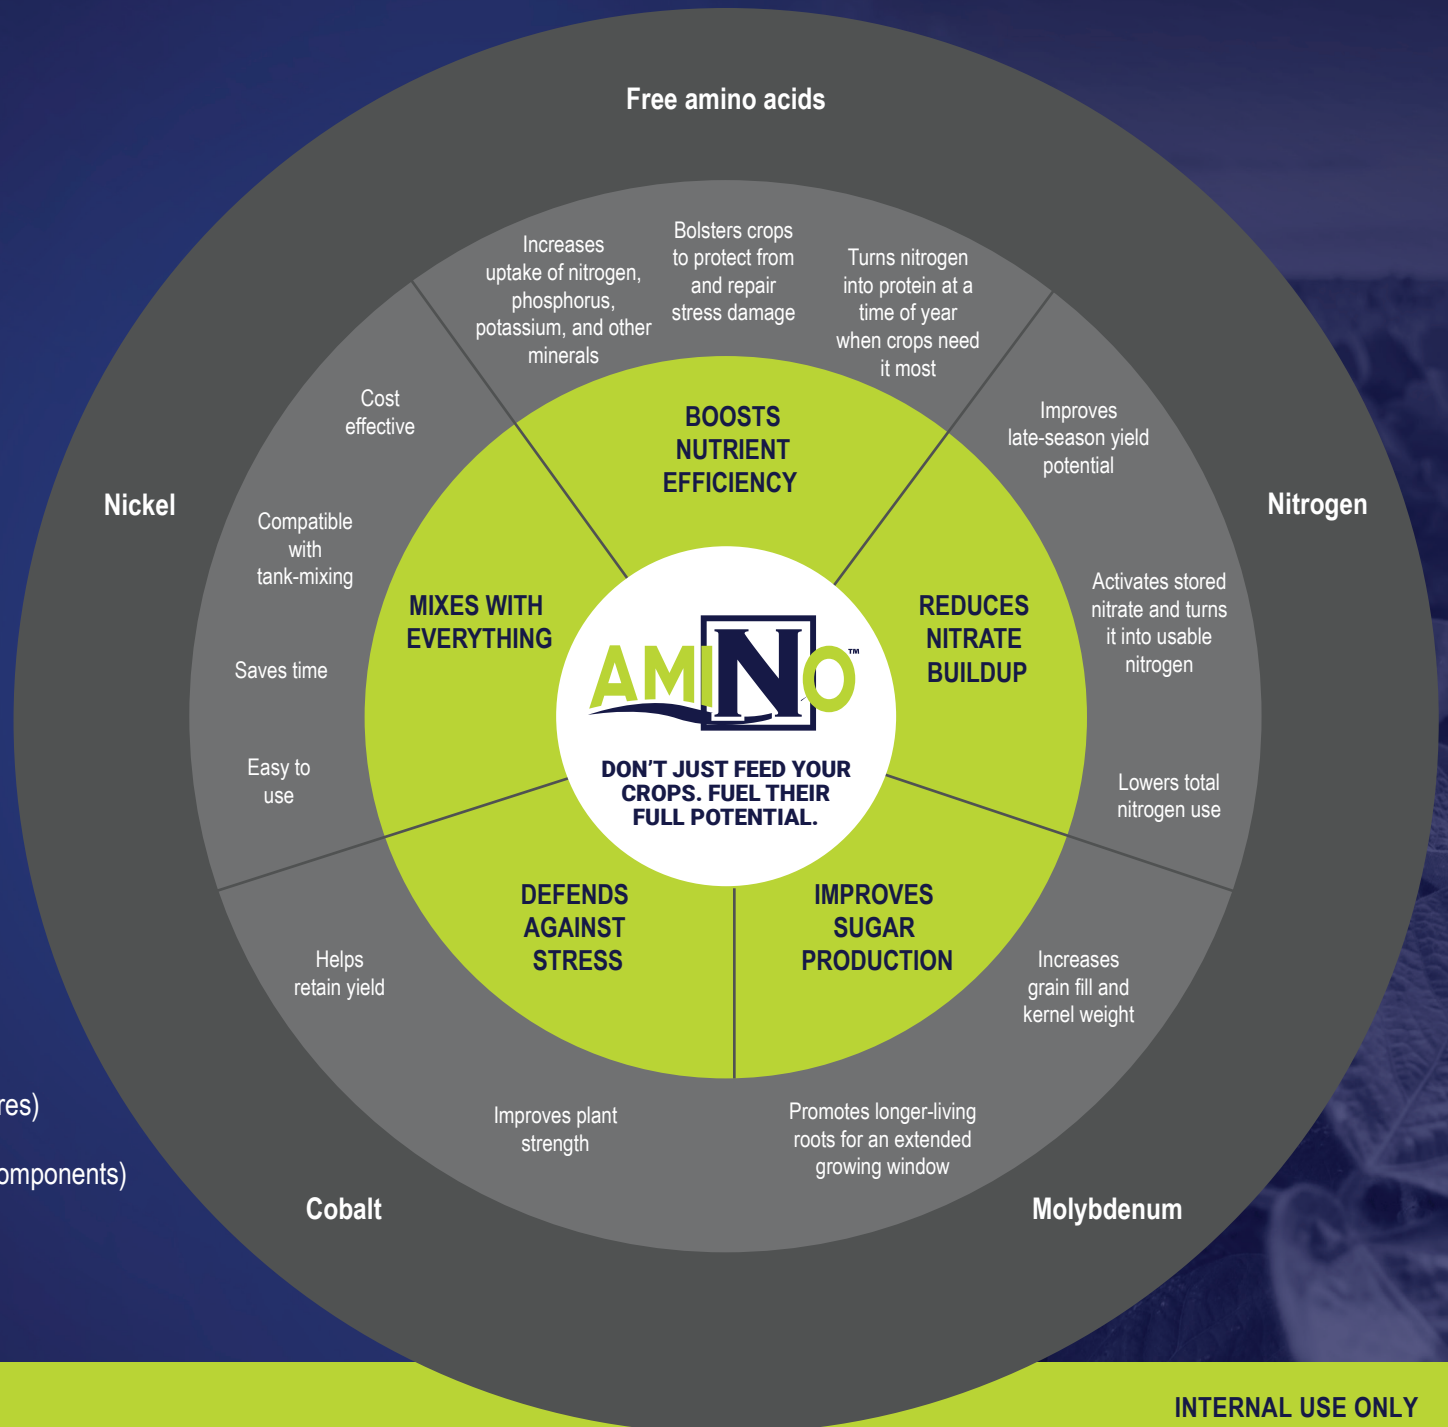 Free amino acids
Increases
uptake of nitrogen,
phosphorus,
potassium, and other
minerals
Bolsters crops
to protect from
and repair
stress damage
Turns nitrogen
into protein at a
time of year
when crops need
it most
Cost
effective
Compatible
with
tank-mixing
Saves time
Easy to
use
Nickel
BOOSTS
NUTRIENT
EFFICIENCY
Improves
late-season yield
potential
Activates stored
nitrate and turns
it into usable
nitrogen
Lowers total
nitrogen use
Nitrogen
MIXES WITH
EVERYTHING
REDUCES
NITRATE
BUILDUP
AMINO™
DON'T JUST FEED YOUR
CROPS. FUEL THEIR
FULL POTENTIAL.
DEFENDS
AGAINST
STRESS
IMPROVES
SUGAR
PRODUCTION
Helps
retain yield
Improves plant
strength
Increases
grain fill and
kernel weight
Promotes longer-living
roots for an extended
growing window
res)
omponents)
Cobalt
Molybdenum
INTERNAL USE ONLY